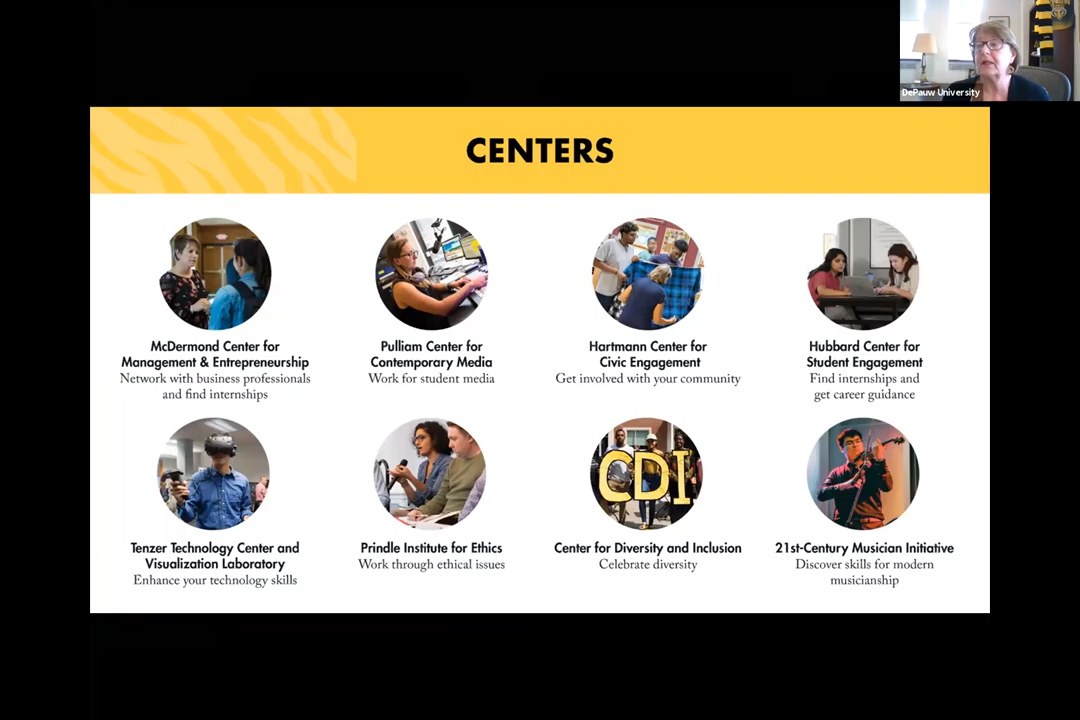 DePauw University
CENTERS
McDermond Center for
Management & Entrepreneurship
Network with business professionals
and find internships
Pulliam Center for
Contemporary Media
Work for student media
Hartmann Center for
Civic Engagement
Get involved with your community
Hubbard Center for
Student Engagement
Find internships and
get career guidance
CDI
Tenzer Technology Center and
Visualization Laboratory
Enhance your technology skills
Prindle Institute for Ethics
Work through ethical issues
Center for Diversity and Inclusion
Celebrate diversity
21st-Century Musician Initiative
Discover skills for modern
musicianship